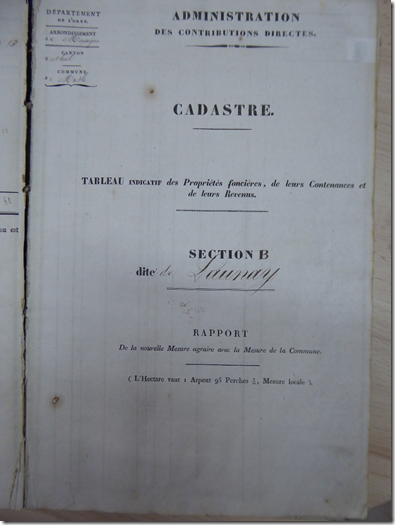 DÉPARTEMENT
DE L'ORNE.
ARRONDISSEMENT
CANTON
COMMUNE
ADMINISTRATION
DES CONTRIBUTIONS DIRECTES.
CADASTRE.
TABLEAU INDICATIF des Propriétés foncières, de leurs Contenances et
de leurs Revenus.
SECTION B
dite de Launay
RAPPORT
De la nouvelle Mesure agraire avec la Mesure de la Commune.
( L'Hectare vaut 1 Arpent 95 Perches Mesure locale ).